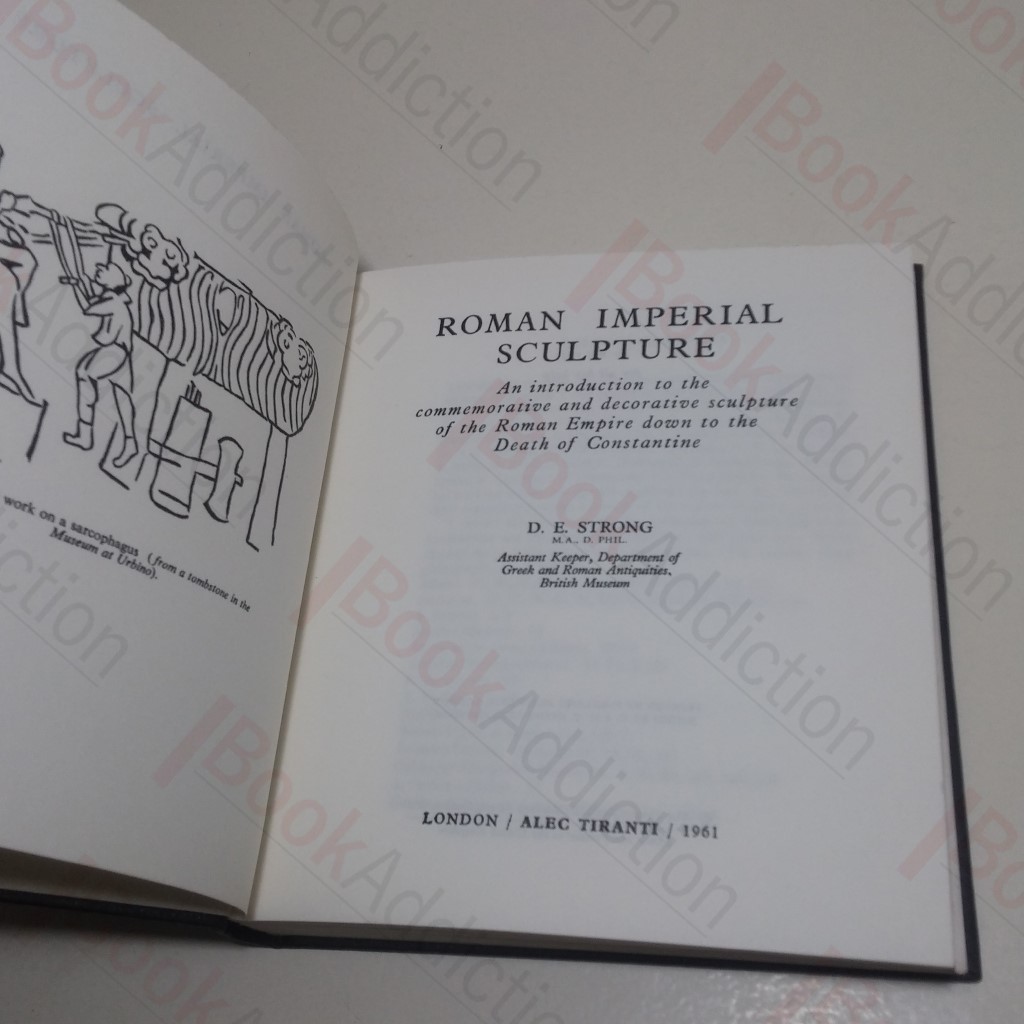 work on a sarcophagus (from a tombstone in the
Museum at Urbino).
ROMAN IMPERIAL
SCULPTURE
An introduction to the
commemorative and decorative sculpture
of the Roman Empire down to the
Death of Constantine
D. E. STRONG
M.A., D. PHIL.
Assistant Keeper, Department of
Greek and Roman Antiquities,
British Museum
LONDON / ALEC TIRANTI / 1961
BookAddiction